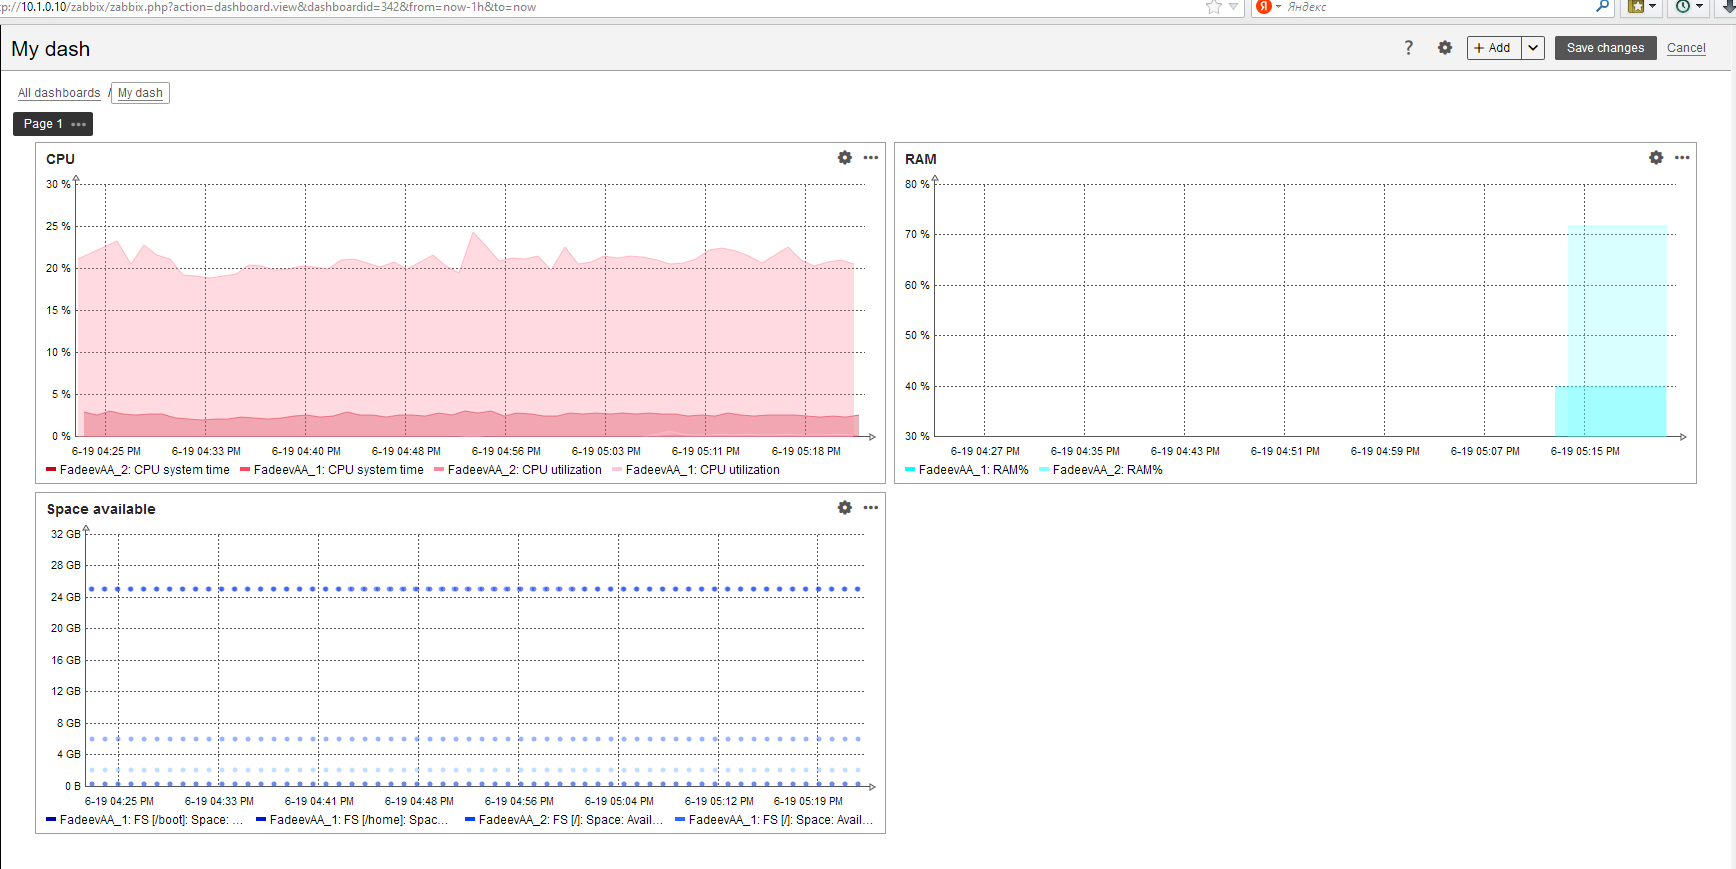 p://10.1.0.10/zabbix/zabbix.php?action=dashboard.view&dashboardid=342&from=now-1h&to=now
Я Яндекс
My dash
? + Add Save changes Cancel
All dashboards / My dash
Page 1 •••
CPU
30 %
25 %
20 %
15 %
10 %
5 %
0 %
6-19 04:25 PM 6-19 04:33 PM 6-19 04:40 PM 6-19 04:48 PM 6-19 04:56 PM 6-19 05:03 PM 6-19 05:11 PM 6-19 05:18 PM
FadeevAA_2: CPU system time FadeevAA_1: CPU system time FadeevAA_2: CPU utilization FadeevAA_1: CPU utilization
RAM
80 %
70 %
60 %
50 %
40 %
30 %
6-19 04:27 PM 6-19 04:35 PM 6-19 04:43 PM 6-19 04:51 PM 6-19 04:59 PM 6-19 05:07 PM 6-19 05:15 PM
FadeevAA_1: RAM% FadeevAA_2: RAM%
Space available
32 GB
28 GB
24 GB
20 GB
16 GB
12 GB
8 GB
4 GB
0 B
6-19 04:25 PM 6-19 04:33 PM 6-19 04:41 PM 6-19 04:48 PM 6-19 04:56 PM 6-19 05:04 PM 6-19 05:12 PM 6-19 05:19 PM
FadeevAA_1: FS [/boot]: Space: ... FadeevAA_1: FS [/home]: Spac... FadeevAA_2: FS [/]: Space: Avail... FadeevAA_1: FS [/]: Space: Avail...